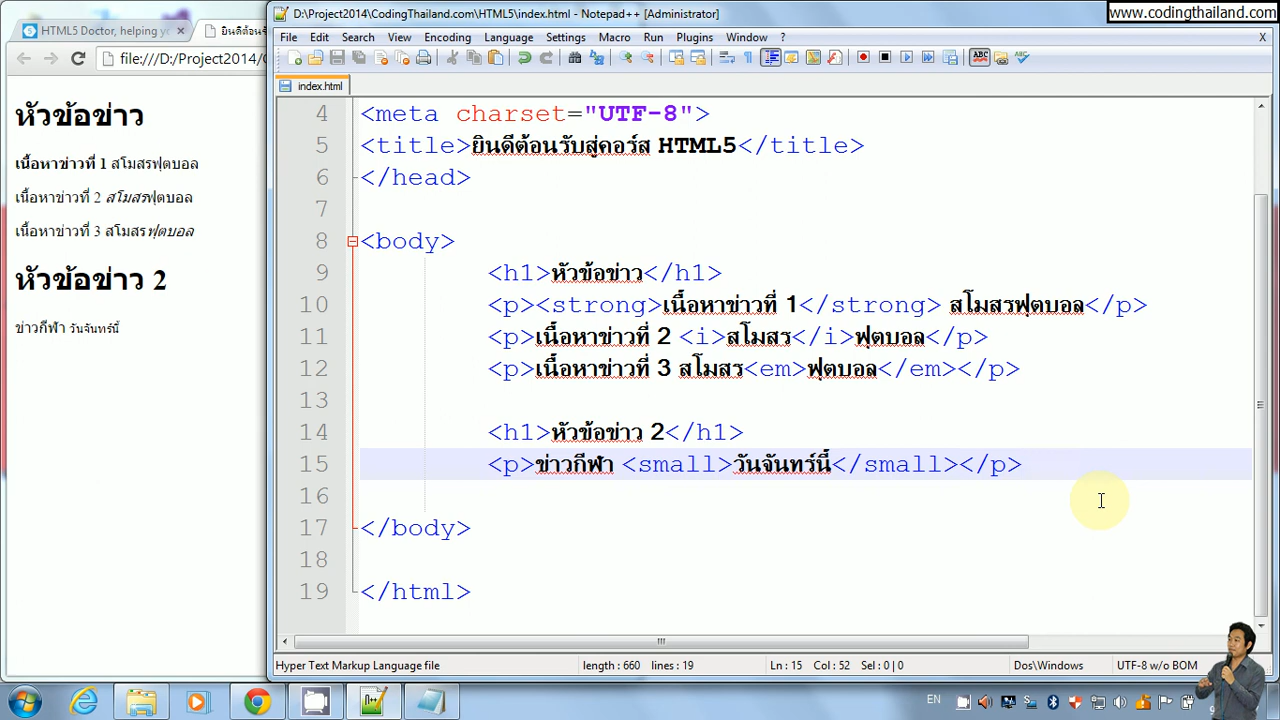 D:\Project2014\CodingThailand.com\HTML5\index.html - Notepad++ [Administrator]
www.codingthailand.com
HTML5 Doctor, helping
ยินดีต้อนรั
file:///D:/Project2014/
File Edit Search View Encoding Language Settings Macro Run Plugins Window ? X
index.html
หัวข้อข่าว
เนื้อหาข่าวที่ 1 สโมสรฟุตบอล
เนื้อหาข่าวที่ 2 สโมสรฟุตบอล
เนื้อหาข่าวที่ 3 สโมสรฟุตบอล
หัวข้อข่าว 2
ข่าวกีฬา วันจันทร์นี้
4 <meta charset="UTF-8">
5 <title>ยินดีต้อนรับสู่คอร์ส HTML5</title>
6 </head>
7
8 <body>
9 <h1>หัวข้อข่าว</h1>
10 <p><strong>เนื้อหาข่าวที่ 1</strong> สโมสรฟุตบอล</p>
11 <p>เนื้อหาข่าวที่ 2 <i>สโมสร</i>ฟุตบอล</p>
12 <p>เนื้อหาข่าวที่ 3 สโมสร<em>ฟุตบอล</em></p>
13
14 <h1>หัวข้อข่าว 2</h1>
15 <p>ข่าวกีฬา <small>วันจันทร์นี้</small></p>
16
17 </body>
18
19 </html>
Hyper Text Markup Language file length : 660 lines : 19 Ln : 15 Col : 52 Sel : 0 | 0 Dos\Windows UTF-8 w/o BOM
EN